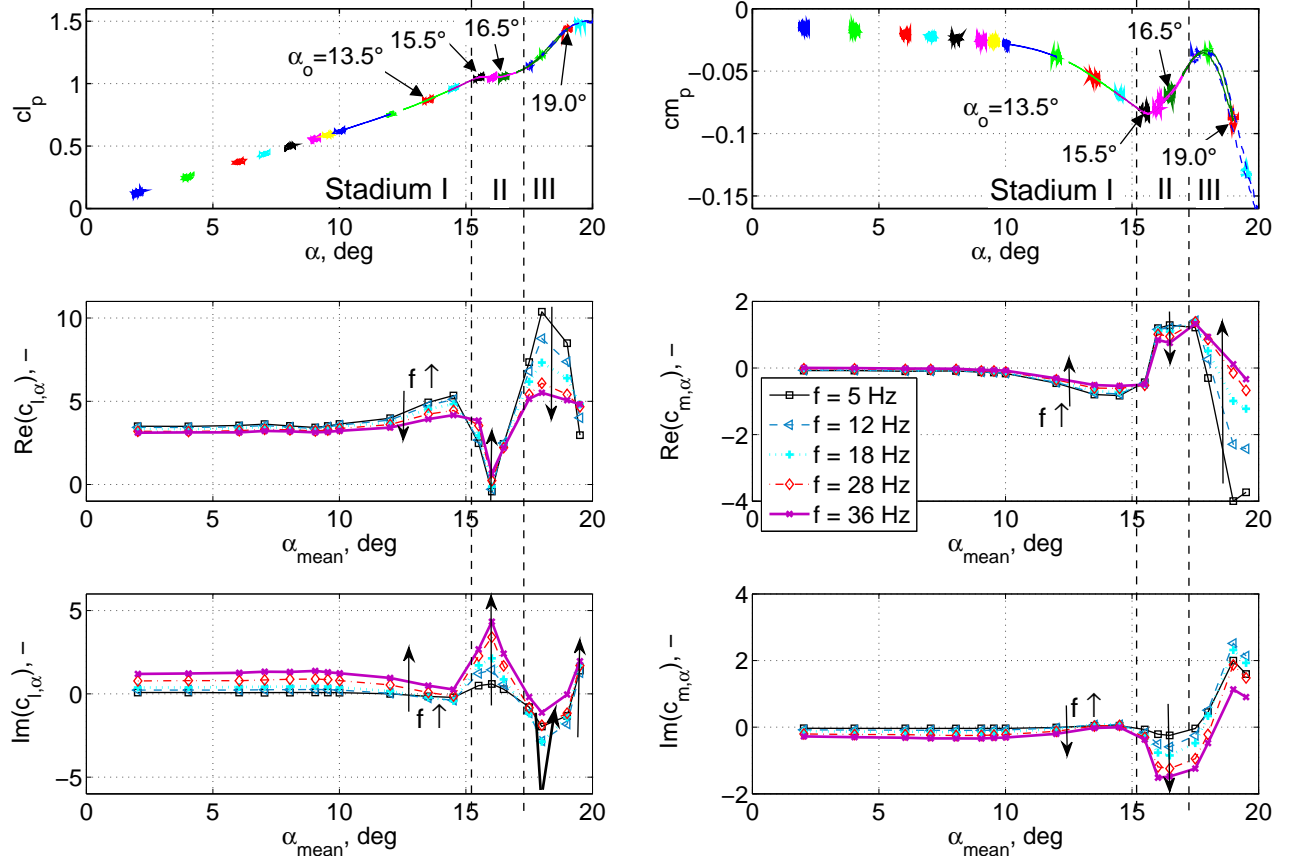 1.5
1
0.5
0
cl_p
α_o=13.5°
15.5°
16.5°
19.0°
Stadium I
II
III
0
5
10
15
20
α, deg
0
−0.05
−0.1
−0.15
cm_p
16.5°
α_o=13.5°
15.5°
19.0°
Stadium I
II
III
0
5
10
15
20
α, deg
10
5
0
Re(c_l,α), −
f ↑
0
5
10
15
20
α_mean, deg
2
0
−2
−4
Re(c_m,α), −
f ↑
f = 5 Hz
f = 12 Hz
f = 18 Hz
f = 28 Hz
f = 36 Hz
0
5
10
15
20
α_mean, deg
5
0
−5
Im(c_l,α), −
f ↑
0
5
10
15
20
α_mean, deg
4
2
0
−2
Im(c_m,α), −
f ↑
0
5
10
15
20
α_mean, deg